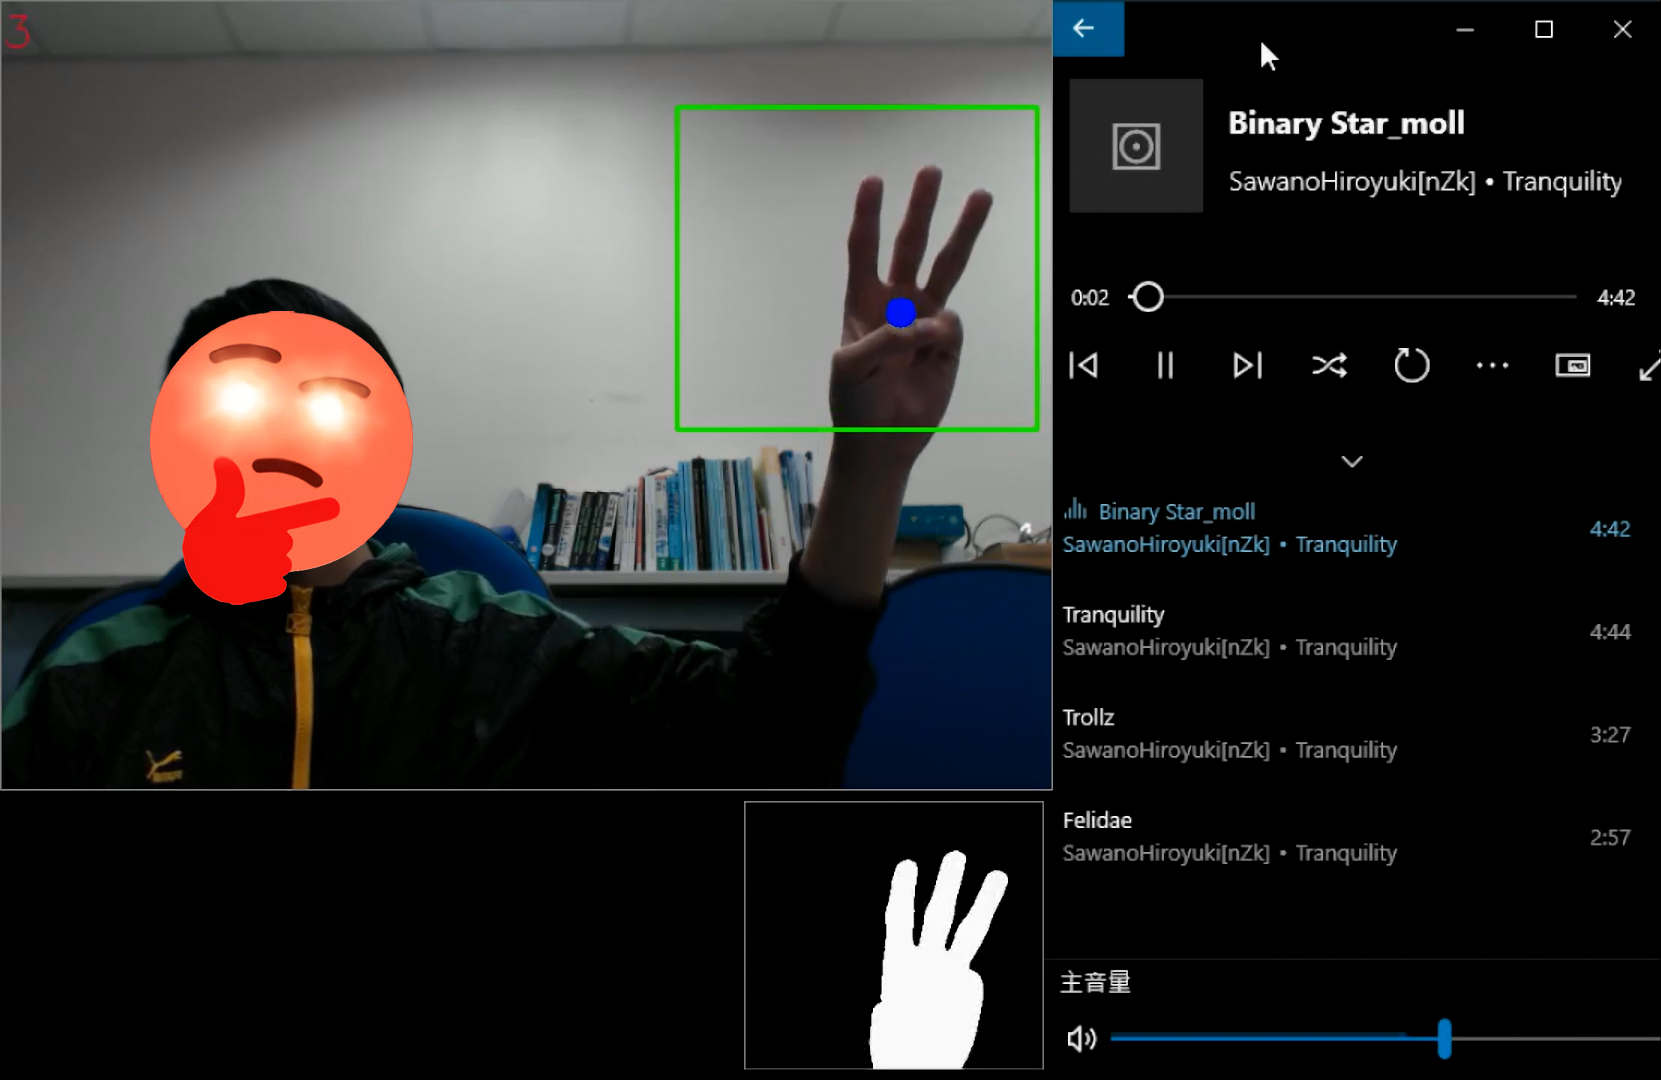 3
Binary Star_moll
SawanoHiroyuki[nZk] • Tranquility
0:02
4:42
Binary Star_moll
SawanoHiroyuki[nZk] • Tranquility
4:42
Tranquility
SawanoHiroyuki[nZk] • Tranquility
4:44
Trollz
SawanoHiroyuki[nZk] • Tranquility
3:27
Felidae
SawanoHiroyuki[nZk] • Tranquility
2:57
主音量